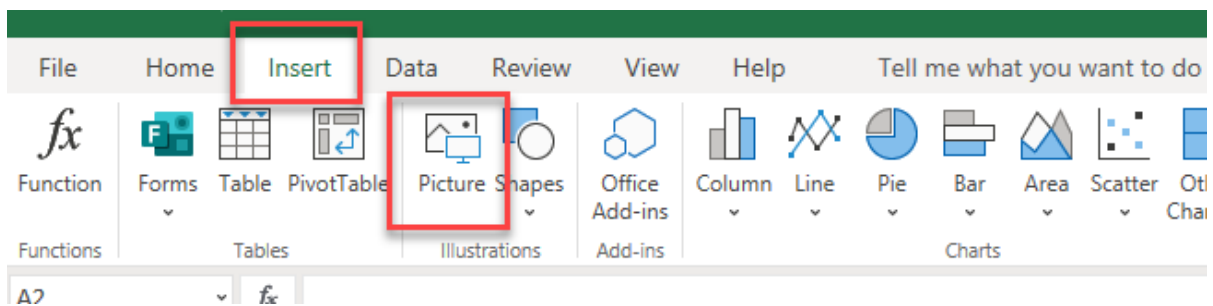 File Home Insert Data Review View Help Tell me what you want to do
fx F
Function Forms Table PivotTable Picture Shapes Office Column Line Pie Bar Area Scatter
Add-ins
Functions Tables Illustrations Add-ins Charts
A2 fx